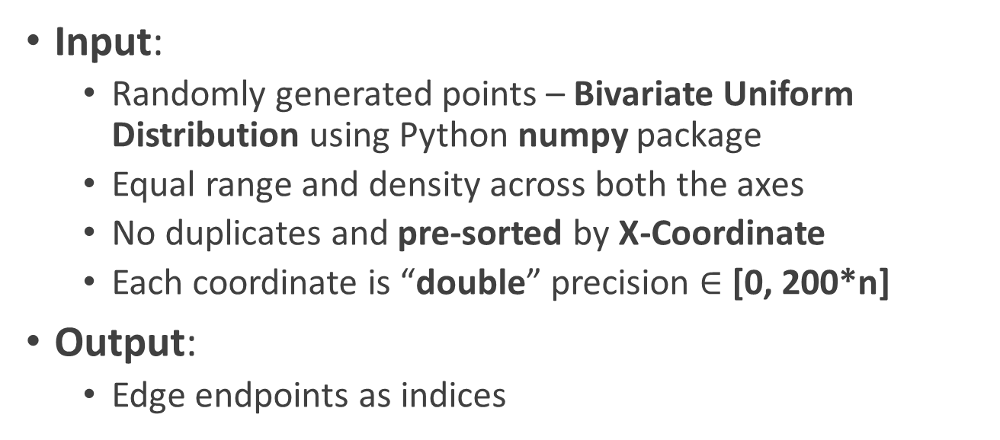 • Input:
• Randomly generated points – Bivariate Uniform
Distribution using Python numpy package
• Equal range and density across both the axes
• No duplicates and pre-sorted by X-Coordinate
• Each coordinate is “double” precision ∈ [0, 200*n]
• Output:
• Edge endpoints as indices